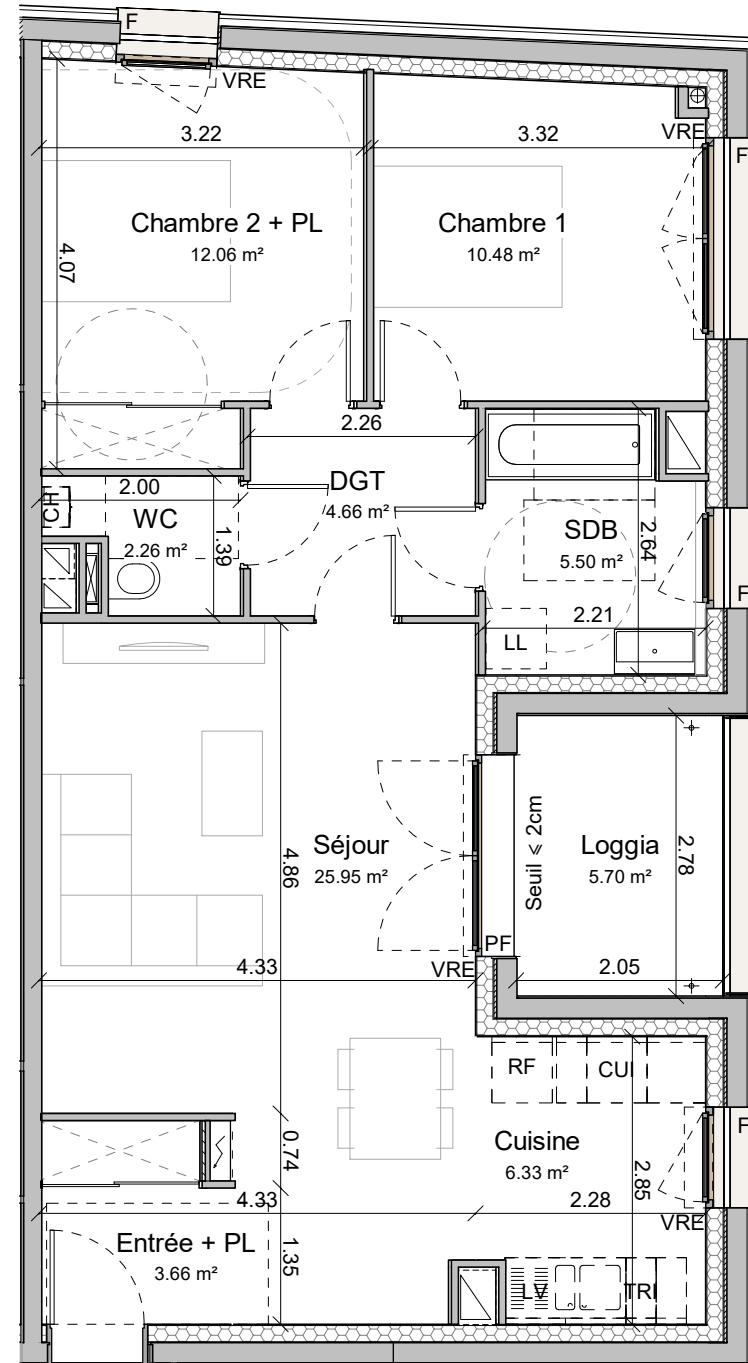 F
VRE
3.22
3.32
VRE
F
Chambre 2 + PL
12.06 m²
Chambre 1
10.48 m²
4.07
2.26
2.00
CH
WC
2.26 m²
1.39
DGT
4.66 m²
SDB
5.50 m²
2.64
F
2.21
LL
Séjour
25.95 m²
4.86
Seuil ⩽ 2cm
Loggia
5.70 m²
2.78
PF
VRE
4.33
2.05
RF
CUI
F
Cuisine
6.33 m²
0.74
2.85
4.33
2.28
VRE
Entrée + PL
3.66 m²
1.35
LV
TRI